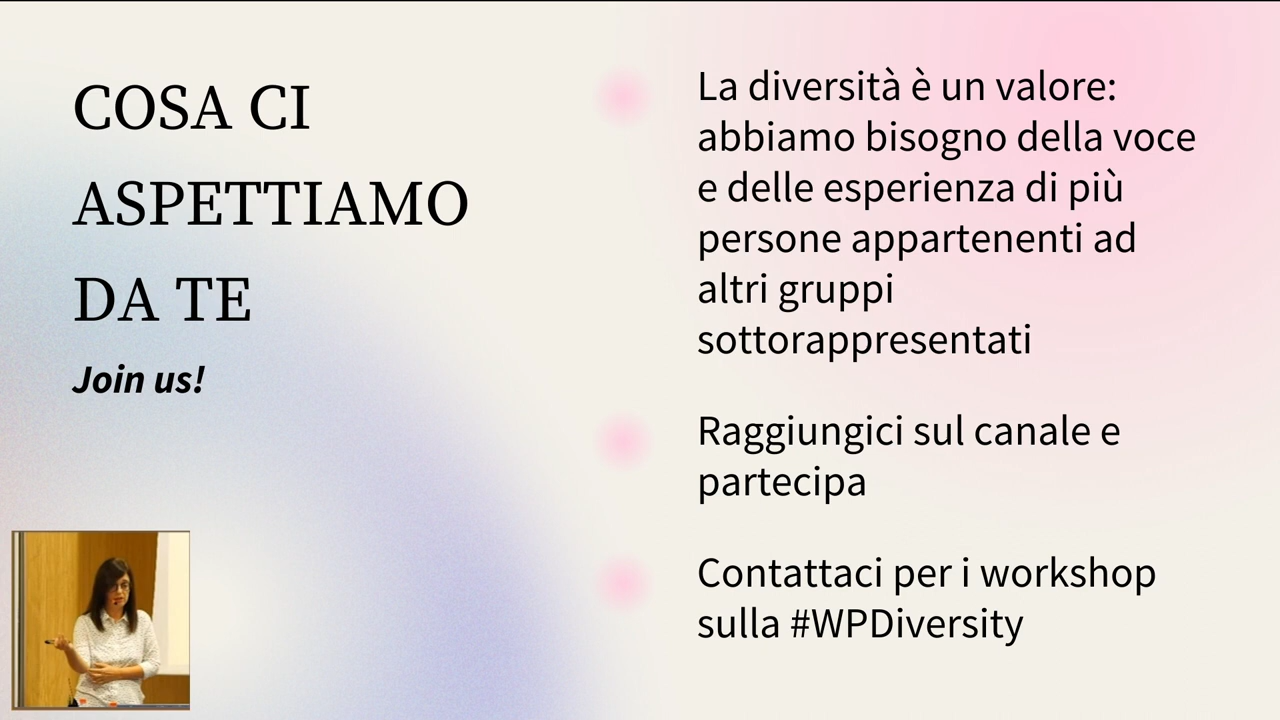 COSA CI
ASPETTIAMO
DA TE
Join us!
La diversità è un valore:
abbiamo bisogno della voce
e delle esperienza di più
persone appartenenti ad
altri gruppi
sottorappresentati
Raggiungici sul canale e
partecipa
Contattaci per i workshop
sulla #WPDiversity